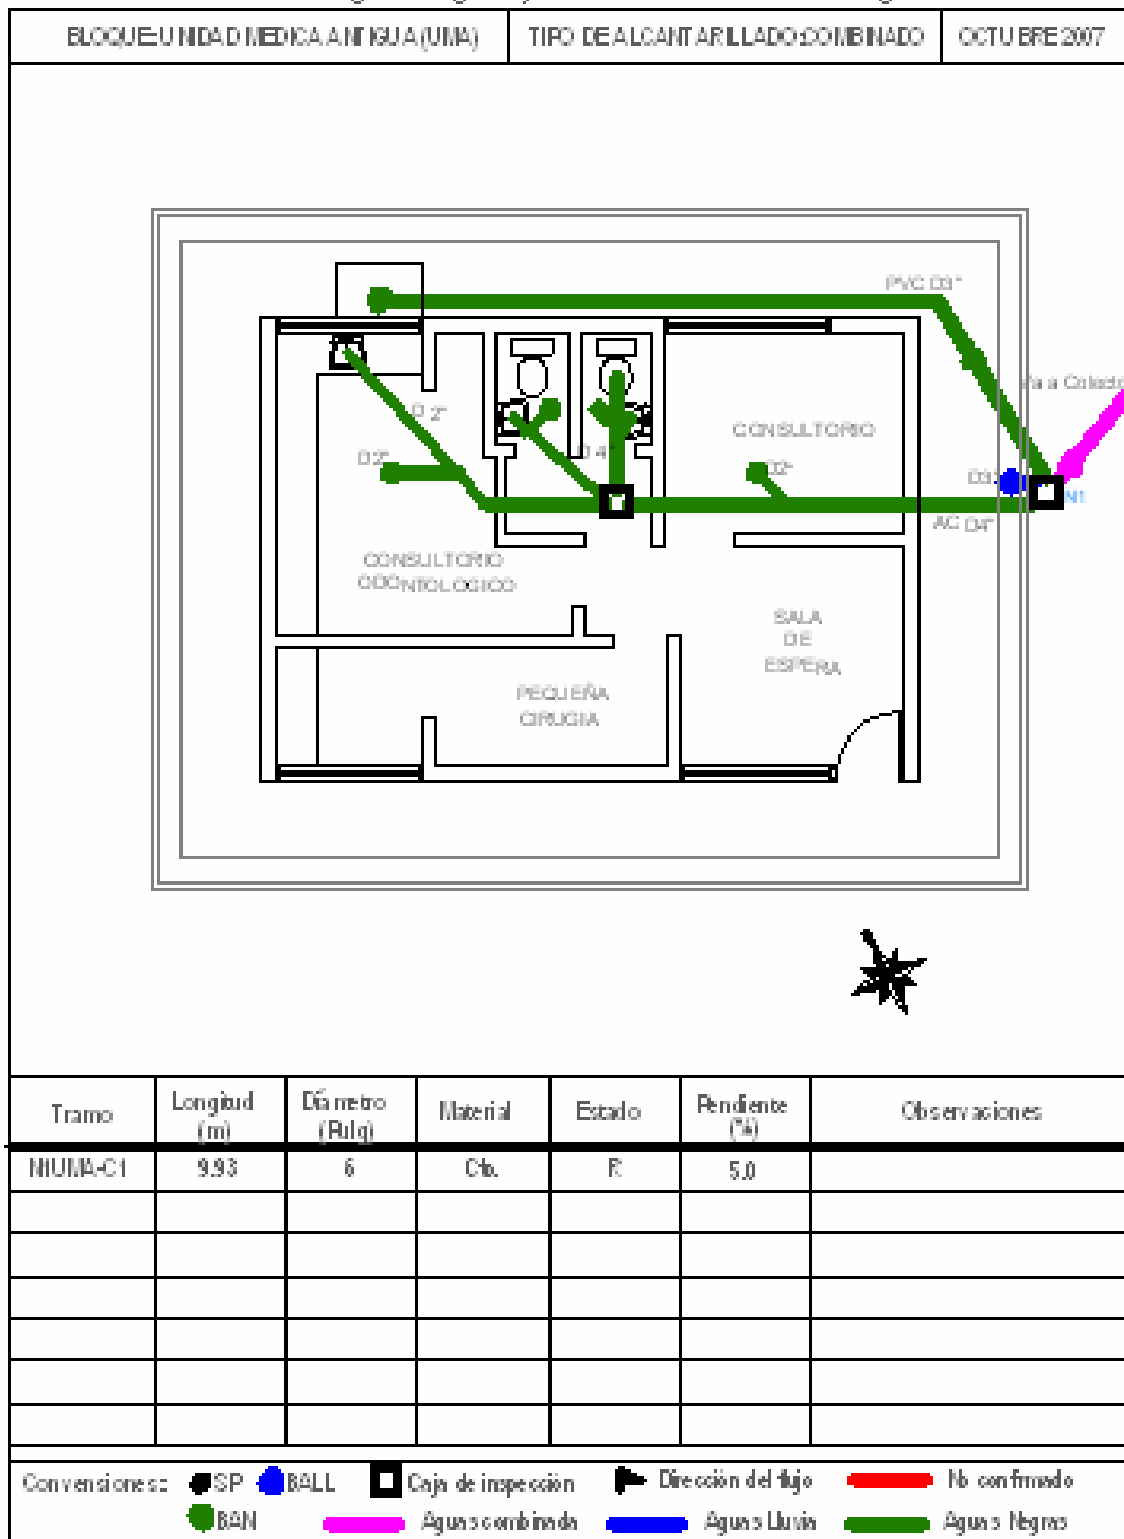 BLOQUE:UNIDAD MEDICA ANTIGUA (UMA) TIPO DE ALCANTARILLADO:COMBINADO OCTUBRE 2007
PVC D3"
Va a Colecto
D 2"
D2"
D 4"
CONSULTORIO
D2"
D3"
N1
AC D4"
CONSULTORIO
ODONTOLOGICO
SALA
DE
ESPERA
PEQUEÑA
CIRUGIA
Tramo Longitud (m) Diámetro (Pulg) Material Estado Pendiente (%) Observaciones
N1UMA-C1 9.93 6 Cto. R 5.0
Convensiones: SP BALL Caja de inspección Dirección del flujo No confirmado
BAN Aguas combinada Aguas Lluvia Aguas Negras